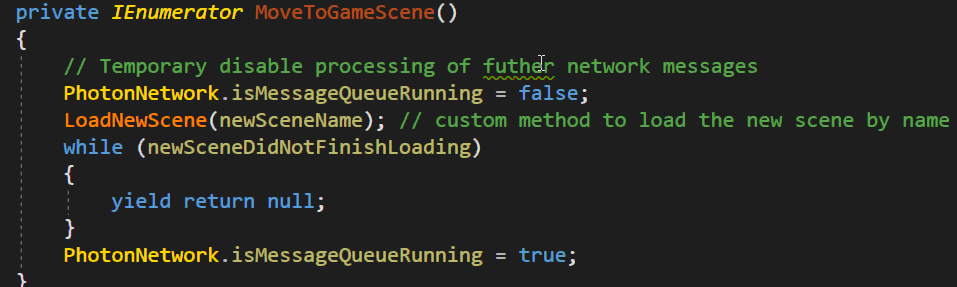 private IEnumerator MoveToGameScene()
{
// Temporary disable processing of futher network messages
PhotonNetwork.isMessageQueueRunning = false;
LoadNewScene(newSceneName); // custom method to load the new scene by name
while (newSceneDidNotFinishLoading)
{
yield return null;
}
PhotonNetwork.isMessageQueueRunning = true;
}